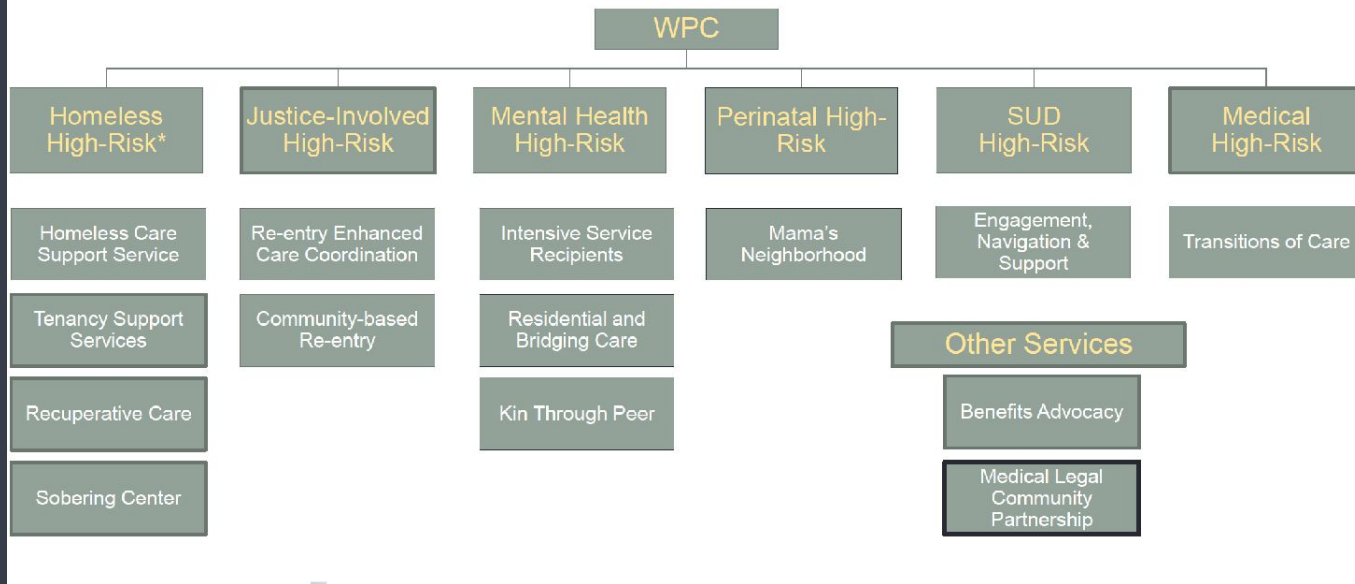 WPC
Homeless
High-Risk*
Justice-Involved
High-Risk
Mental Health
High-Risk
Perinatal High-
Risk
SUD
High-Risk
Medical
High-Risk
Homeless Care
Support Service
Re-entry Enhanced
Care Coordination
Intensive Service
Recipients
Mama's
Neighborhood
Engagement,
Navigation &
Support
Transitions of Care
Tenancy Support
Services
Community-based
Re-entry
Residential and
Bridging Care
Other Services
Recuperative Care
Kin Through Peer
Benefits Advocacy
Sobering Center
Medical Legal
Community
Partnership